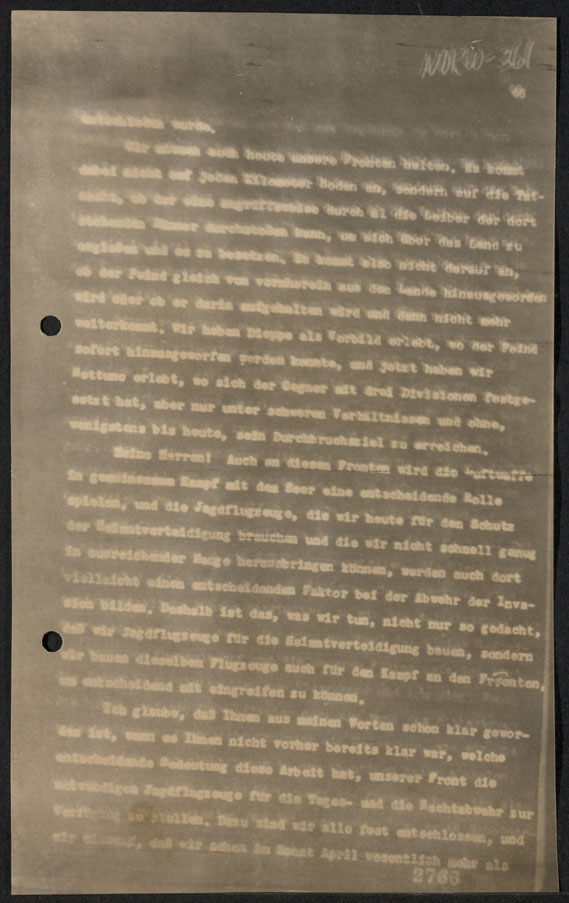 NOKW-361
entschieden wurde.
Wir müssen auch heute unsere Fronten halten. Es kommt
dabei nicht auf jeden Kilometer Boden an, sondern auf die Tat-
sache, ob der eine angriffsweise durch die Leiber der dort
Männer durchstoßen kann, um sich über das Land zu
ergießen und es zu besetzen. Es kommt also nicht darauf an,
ob der Feind gleich von vornherein aus dem Lande hinausgeworfen
wird oder ob er darin aufgehalten wird und dann nicht mehr
weiterkommt. Wir haben Dieppe als Vorbild erlebt, wo der Feind
sofort hinausgeworfen werden konnte, und jetzt haben wir
Nettuno erlebt, wo sich der Gegner mit drei Divisionen festge-
setzt hat, aber nur unter schweren Verhältnissen und ohne,
wenigstens bis heute, sein Durchbruchsziel zu erreichen.
Meine Herren! Auch an diesen Fronten wird die Luftwaffe
in gemeinsamem Kampf mit dem Heer eine entscheidende Rolle
spielen, und die Jagdflugzeuge, die wir heute für den Schutz
der Heimatverteidigung brauchen und die wir nicht schnell genug
in ausreichender Menge herausbringen können, werden auch dort
vielleicht einen entscheidenden Faktor bei der Abwehr der Inva-
sion bilden. Deshalb ist das, was wir tun, nicht nur so gedacht,
daß wir Jagdflugzeuge für die Heimatverteidigung bauen, sondern
wir bauen dieselben Flugzeuge auch für den Kampf an den Fronten,
um entscheidend mit eingreifen zu können.
Ich glaube, daß Ihnen aus meinen Worten schon klar gewor-
den ist, wenn es Ihnen nicht vorher bereits klar war, welche
entscheidende Bedeutung diese Arbeit hat, unserer Front die
notwendigen Jagdflugzeuge für die Tages- und die Nachtabwehr zur
Verfügung zu stellen. Dazu sind wir alle fest entschlossen, und
wir müssen, daß wir schon im Monat April wesentlich mehr als
2736